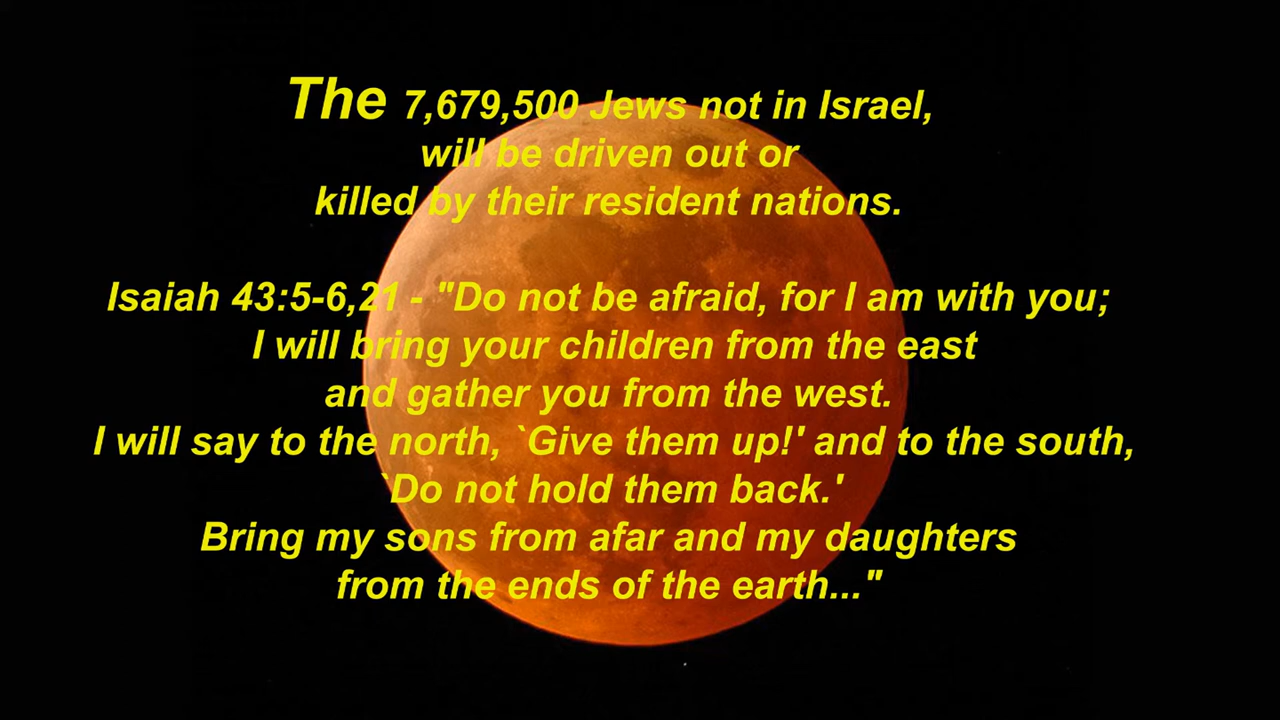 The 7,679,500 Jews not in Israel,
will be driven out or
killed by their resident nations.
Isaiah 43:5-6,21 - "Do not be afraid, for I am with you;
I will bring your children from the east
and gather you from the west.
I will say to the north, `Give them up!' and to the south,
`Do not hold them back.'
Bring my sons from afar and my daughters
from the ends of the earth..."